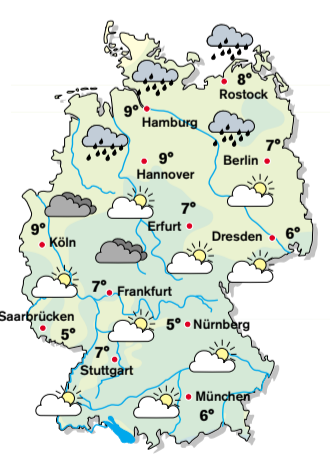 8°
Rostock
9°
Hamburg
9°
Hannover
7°
Berlin
7°
Erfurt
Dresden 6°
9°
Köln
7° Frankfurt
Saarbrücken
5°
5° Nürnberg
7°
Stuttgart
München
6°